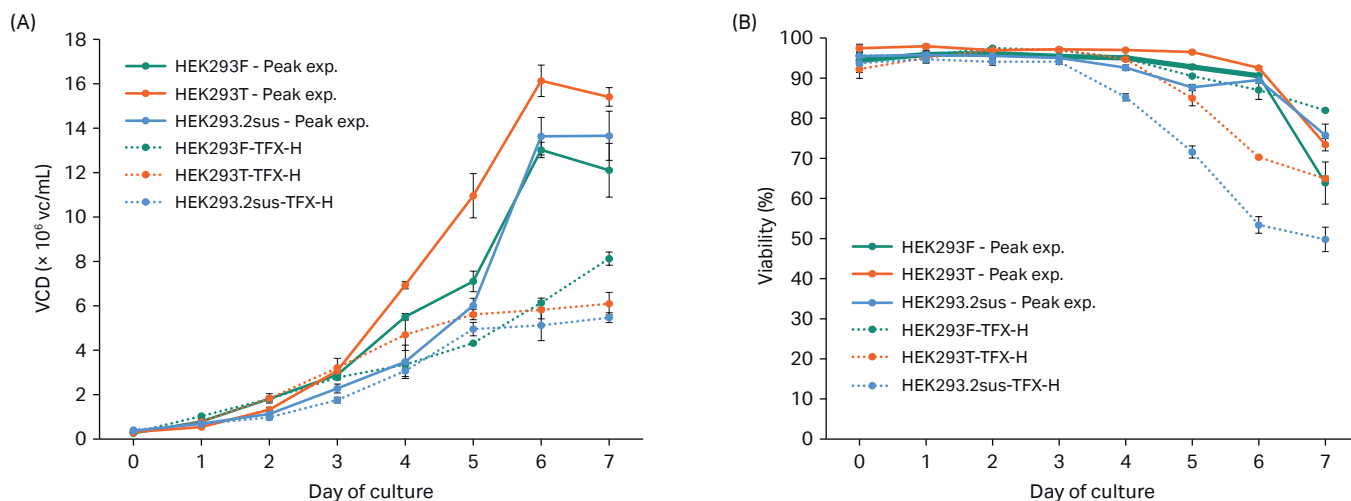 (A)
18
16
14
12
10
8
6
4
2
0
VCD (× 10⁶ vc/mL)
HEK293F - Peak exp.
HEK293T - Peak exp.
HEK293.2sus - Peak exp.
HEK293F-TFX-H
HEK293T-TFX-H
HEK293.2sus-TFX-H
0 1 2 3 4 5 6 7
Day of culture
(B)
100
90
80
70
60
50
40
30
20
10
0
Viability (%)
HEK293F - Peak exp.
HEK293T - Peak exp.
HEK293.2sus - Peak exp.
HEK293F-TFX-H
HEK293T-TFX-H
HEK293.2sus-TFX-H
0 1 2 3 4 5 6 7
Day of culture